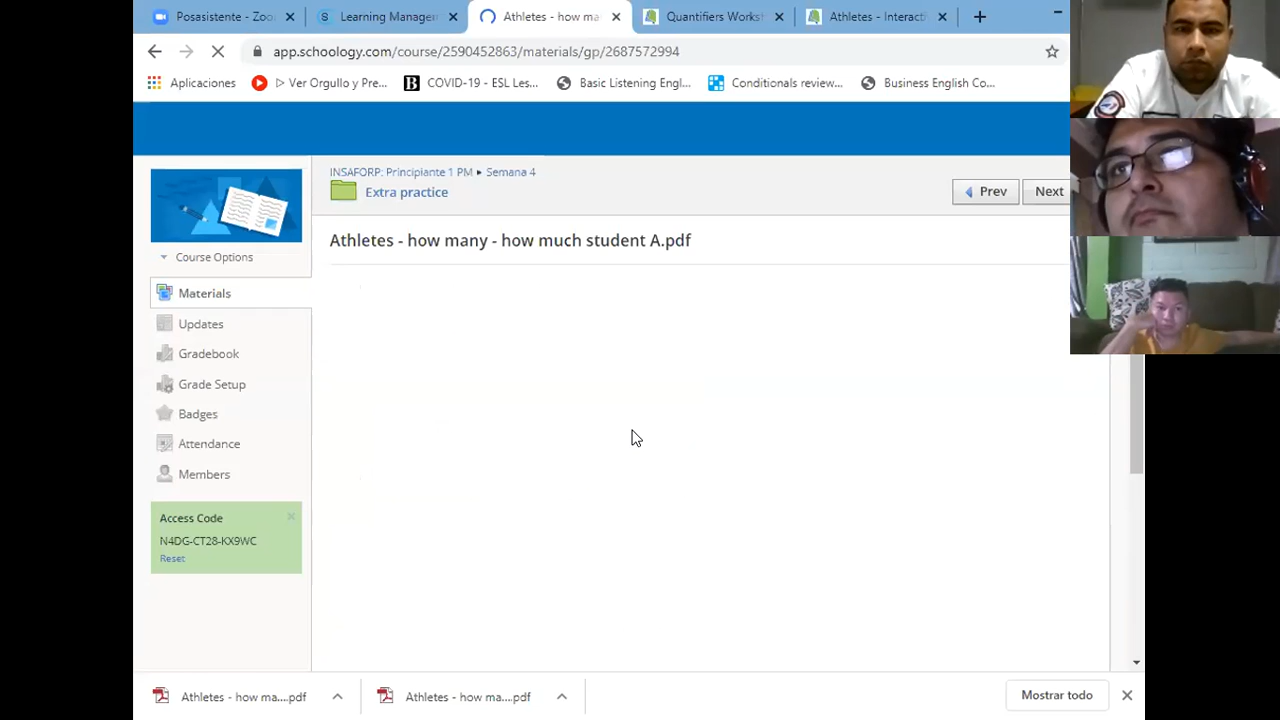 Posasistente - Zoo
Learning Managem
Athletes - how ma
Quantifiers Worksh
Athletes - Interacti
app.schoology.com/course/2590452863/materials/gp/2687572994
Aplicaciones
▷ Ver Orgullo y Pre...
COVID-19 - ESL Les...
Basic Listening Engl...
Conditionals review...
Business English Co...
INSAFORP: Principiante 1 PM ▸ Semana 4
Extra practice
Prev
Next
Athletes - how many - how much student A.pdf
Course Options
Materials
Updates
Gradebook
Grade Setup
Badges
Attendance
Members
Access Code
N4DG-CT28-KX9WC
Reset
Athletes - how ma....pdf
Athletes - how ma....pdf
Mostrar todo